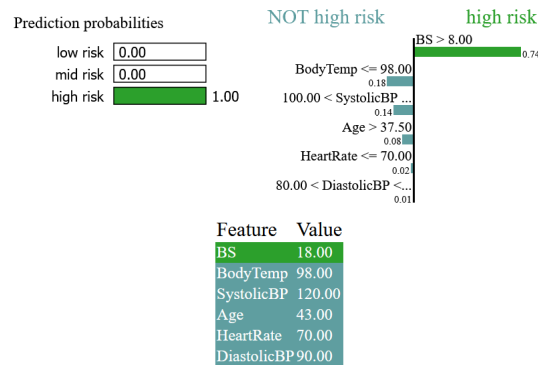 Prediction probabilities
low risk 0.00
mid risk 0.00
high risk 1.00
NOT high risk high risk
BS > 8.00
0.74
BodyTemp <= 98.00
0.18
100.00 < SystolicBP ...
0.14
Age > 37.50
0.08
HeartRate <= 70.00
0.02
80.00 < DiastolicBP <...
0.01
Feature Value
BS 18.00
BodyTemp 98.00
SystolicBP 120.00
Age 43.00
HeartRate 70.00
DiastolicBP 90.00